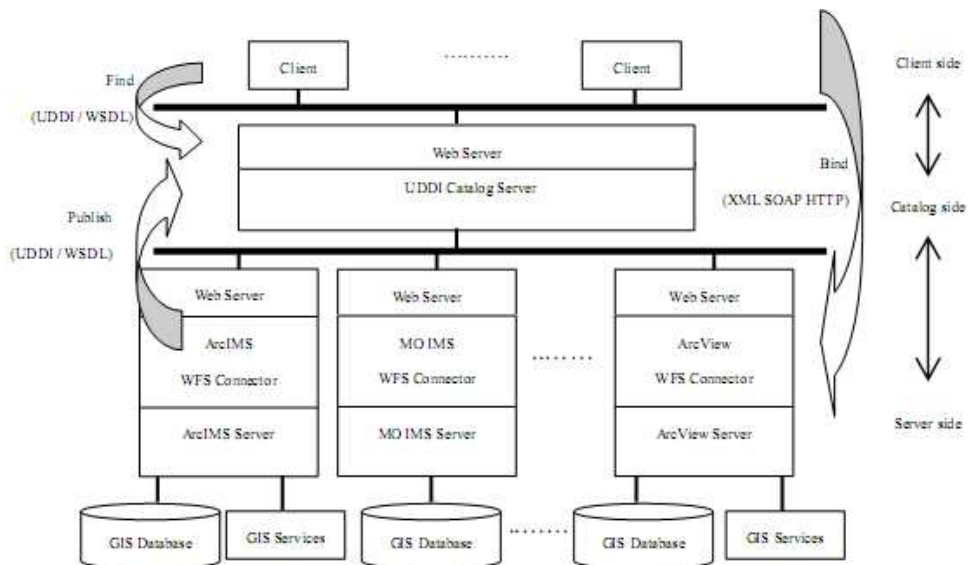 Client
Client
Client side
Find
(UDDI / WSDL)
Web Server
UDDI Catalog Server
Bind
(XML SOAP HTTP)
Catalog side
Publish
(UDDI / WSDL)
Web Server
Web Server
Web Server
ArcIMS
WFS Connector
MO IMS
WFS Connector
ArcView
WFS Connector
ArcIMS Server
MO IMS Server
ArcView Server
Server side
GIS Database
GIS Services
GIS Database
GIS Database
GIS Services